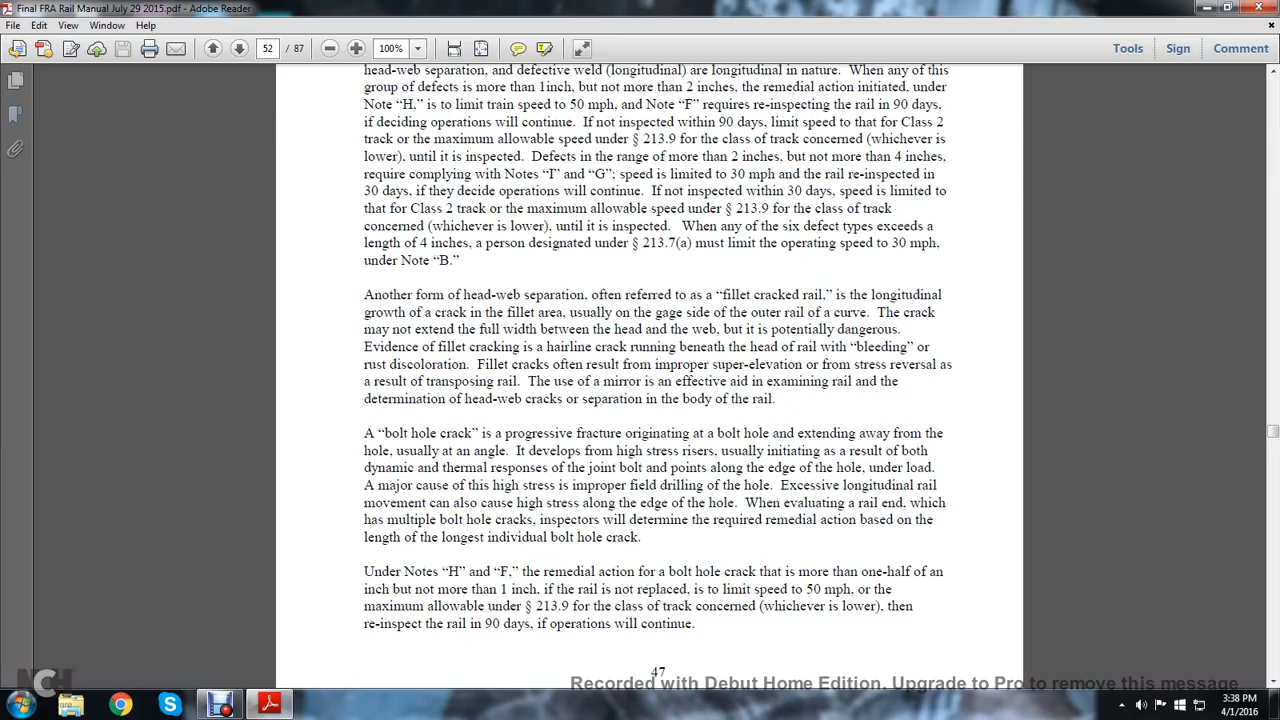 Final FRA Rail Manual July 29 2015.pdf - Adobe Reader
File Edit View Window Help
52 / 87 100% Tools Sign Comment
head-web separation, and defective weld (longitudinal) are longitudinal in nature. When any of this
group of defects is more than 1inch, but not more than 2 inches, the remedial action initiated, under
Note “H,” is to limit train speed to 50 mph, and Note “F” requires re-inspecting the rail in 90 days,
if deciding operations will continue. If not inspected within 90 days, limit speed to that for Class 2
track or the maximum allowable speed under § 213.9 for the class of track concerned (whichever is
lower), until it is inspected. Defects in the range of more than 2 inches, but not more than 4 inches,
require complying with Notes “I” and “G”; speed is limited to 30 mph and the rail re-inspected in
30 days, if they decide operations will continue. If not inspected within 30 days, speed is limited to
that for Class 2 track or the maximum allowable speed under § 213.9 for the class of track
concerned (whichever is lower), until it is inspected. When any of the six defect types exceeds a
length of 4 inches, a person designated under § 213.7(a) must limit the operating speed to 30 mph,
under Note “B.”
Another form of head-web separation, often referred to as a “fillet cracked rail,” is the longitudinal
growth of a crack in the fillet area, usually on the gage side of the outer rail of a curve. The crack
may not extend the full width between the head and the web, but it is potentially dangerous.
Evidence of fillet cracking is a hairline crack running beneath the head of rail with “bleeding” or
rust discoloration. Fillet cracks often result from improper super-elevation or from stress reversal as
a result of transposing rail. The use of a mirror is an effective aid in examining rail and the
determination of head-web cracks or separation in the body of the rail.
A “bolt hole crack” is a progressive fracture originating at a bolt hole and extending away from the
hole, usually at an angle. It develops from high stress risers, usually initiating as a result of both
dynamic and thermal responses of the joint bolt and points along the edge of the hole, under load.
A major cause of this high stress is improper field drilling of the hole. Excessive longitudinal rail
movement can also cause high stress along the edge of the hole. When evaluating a rail end, which
has multiple bolt hole cracks, inspectors will determine the required remedial action based on the
length of the longest individual bolt hole crack.
Under Notes “H” and “F,” the remedial action for a bolt hole crack that is more than one-half of an
inch but not more than 1 inch, if the rail is not replaced, is to limit speed to 50 mph, or the
maximum allowable under § 213.9 for the class of track concerned (whichever is lower), then
re-inspect the rail in 90 days, if operations will continue.
47
NCH
Recorded with Debut Home Edition. Upgrade to Pro to remove this message
3:38 PM
4/1/2016